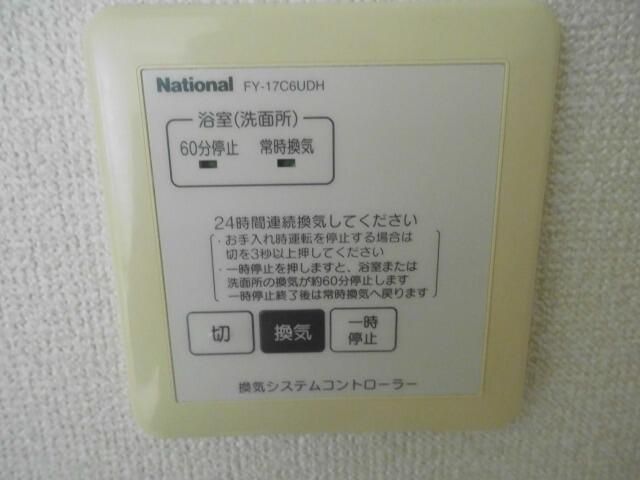 National FY-17C6UDH
浴室(洗面所)
60分停止 常時換気
24時間連続換気してください
・お手入れ時運転を停止する場合は
切を3秒以上押してください
・一時停止を押しますと、浴室または
洗面所の換気が約60分停止します
一時停止終了後は常時換気へ戻ります
切 換気 一時
停止
換気システムコントローラー